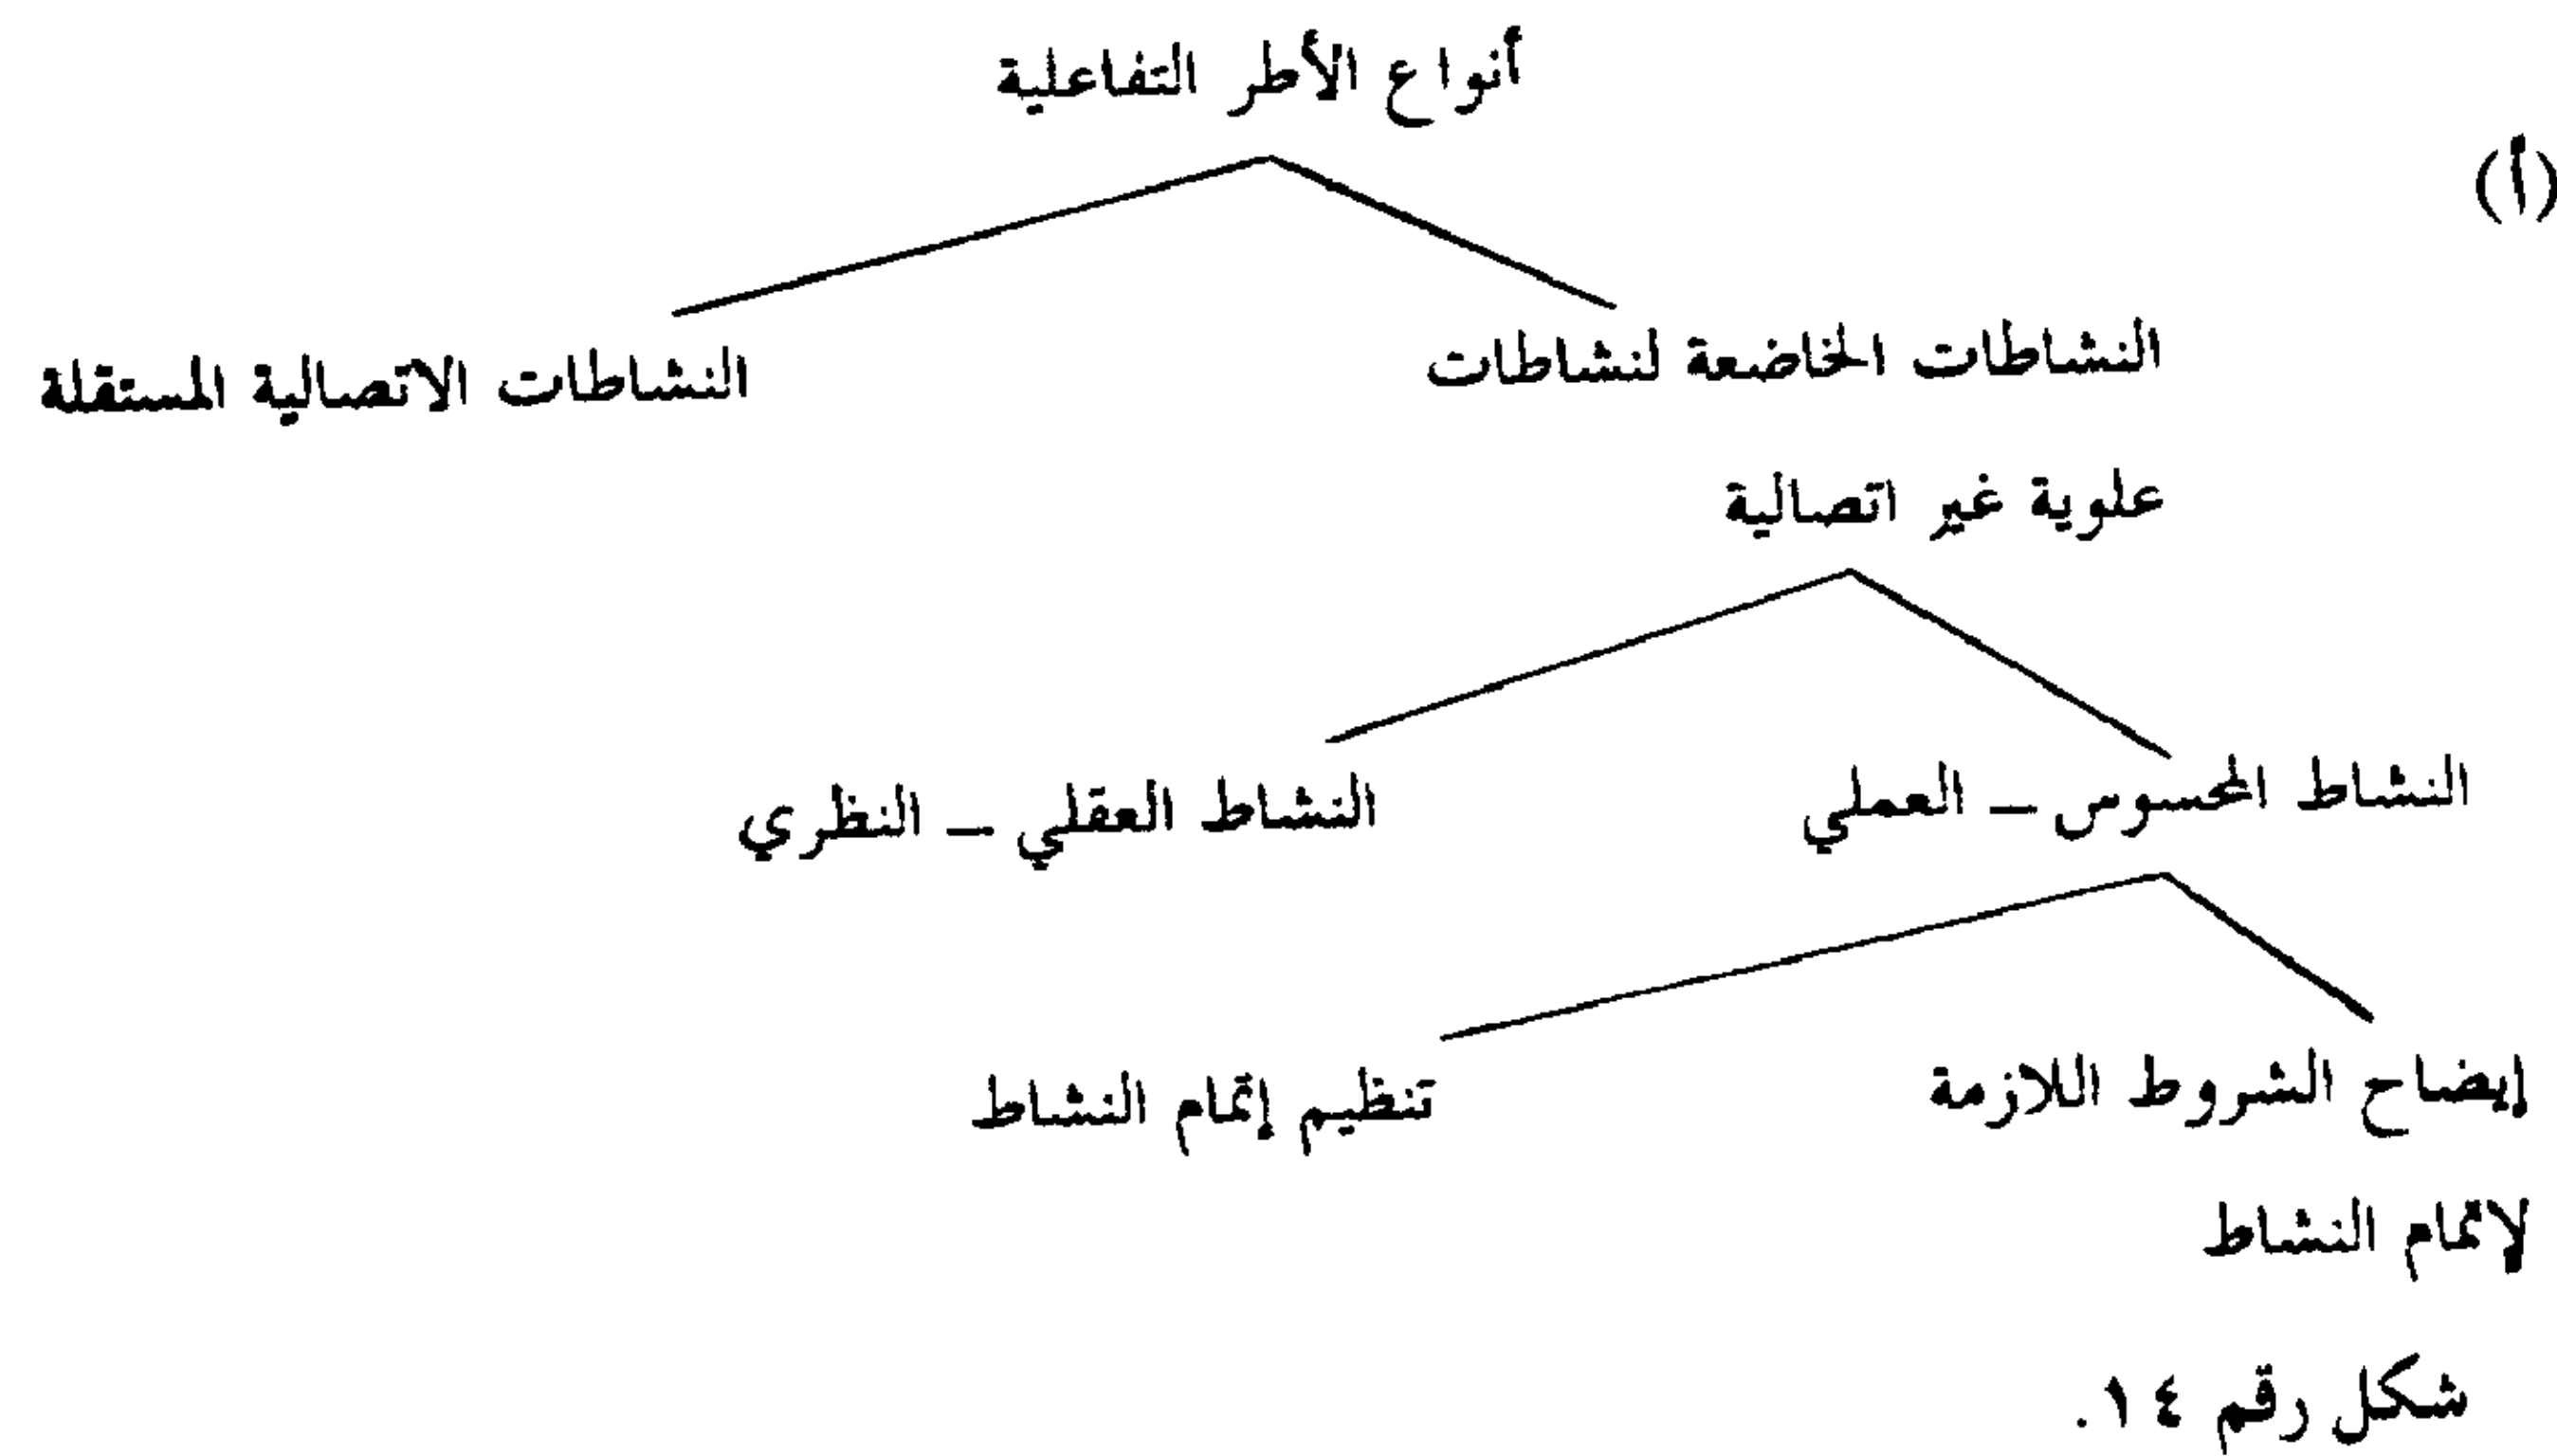 أنواع الأطر التفاعلية
(أ)
النشاطات الخاضعة لنشاطات
النشاطات الاتصالية المستقلة
علوية غير اتصالية
النشاط المحسوس – العملي
النشاط العقلي – النظري
إيضاح الشروط اللازمة
تنظيم إتمام النشاط
لإتمام النشاط
شكل رقم ١٤.